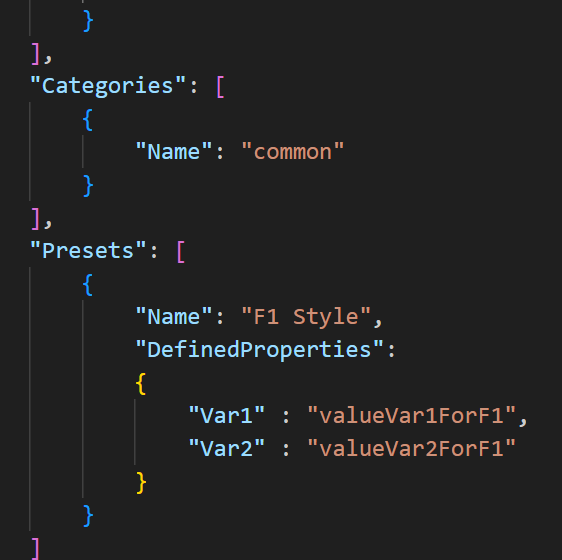 }
],
"Categories": [
{
"Name": "common"
}
],
"Presets": [
{
"Name": "F1 Style",
"DefinedProperties":
{
"Var1" : "valueVar1ForF1",
"Var2" : "valueVar2ForF1"
}
}
]